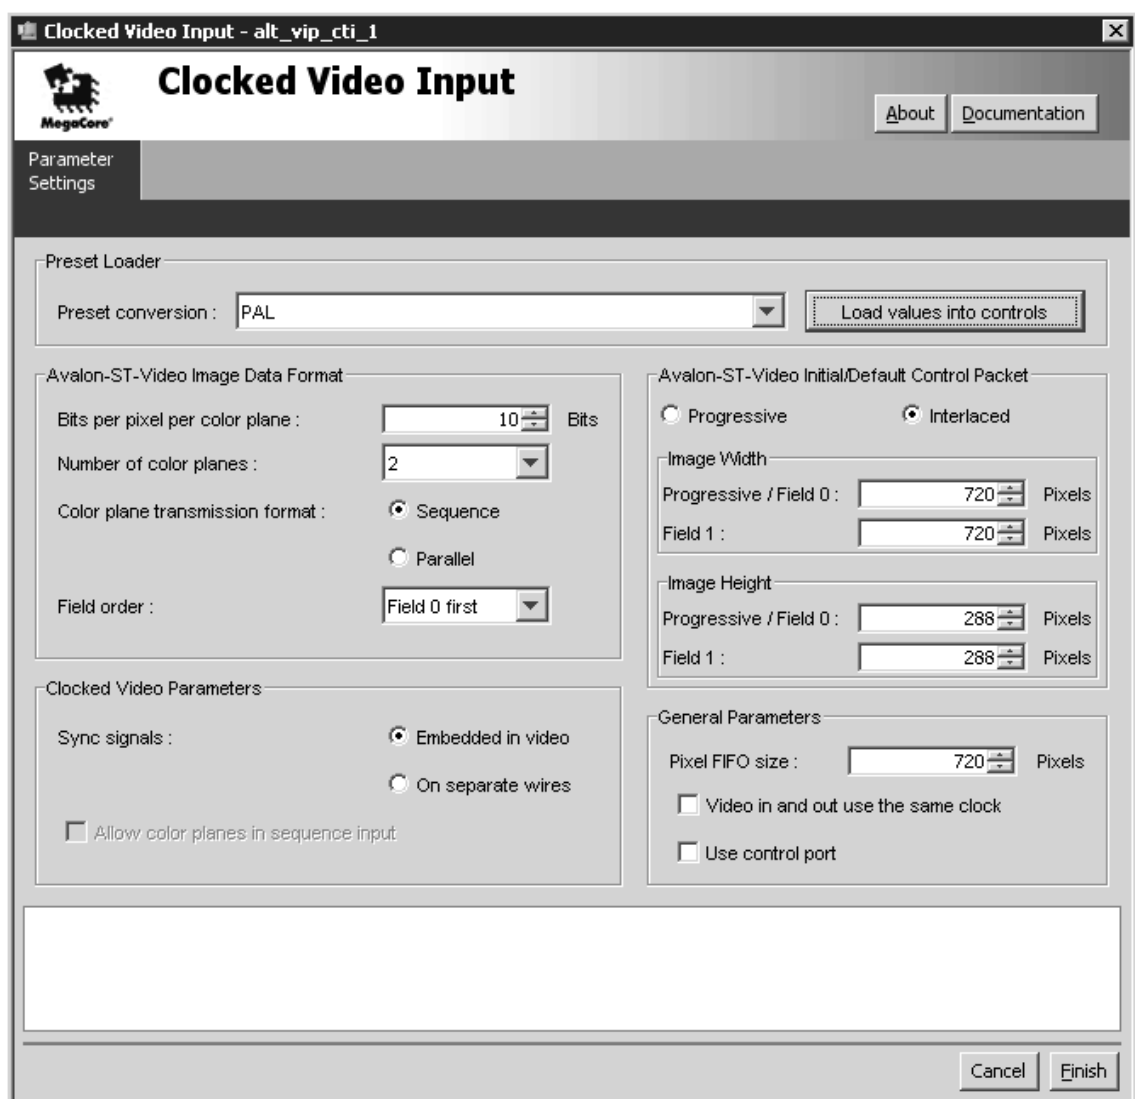 Clocked Video Input - alt_vip_cti_1
MegaCore'
Clocked Video Input
About Documentation
Parameter
Settings
Preset Loader
Preset conversion : PAL Load values into controls
Avalon-ST-Video Image Data Format
Bits per pixel per color plane : 10 Bits
Number of color planes : 2
Color plane transmission format : Sequence
Parallel
Field order : Field 0 first
Clocked Video Parameters
Sync signals : Embedded in video
On separate wires
Allow color planes in sequence input
Avalon-ST-Video Initial/Default Control Packet
Progressive Interlaced
Image Width
Progressive / Field 0 : 720 Pixels
Field 1 : 720 Pixels
Image Height
Progressive / Field 0 : 288 Pixels
Field 1 : 288 Pixels
General Parameters
Pixel FIFO size : 720 Pixels
Video in and out use the same clock
Use control port
Cancel Finish